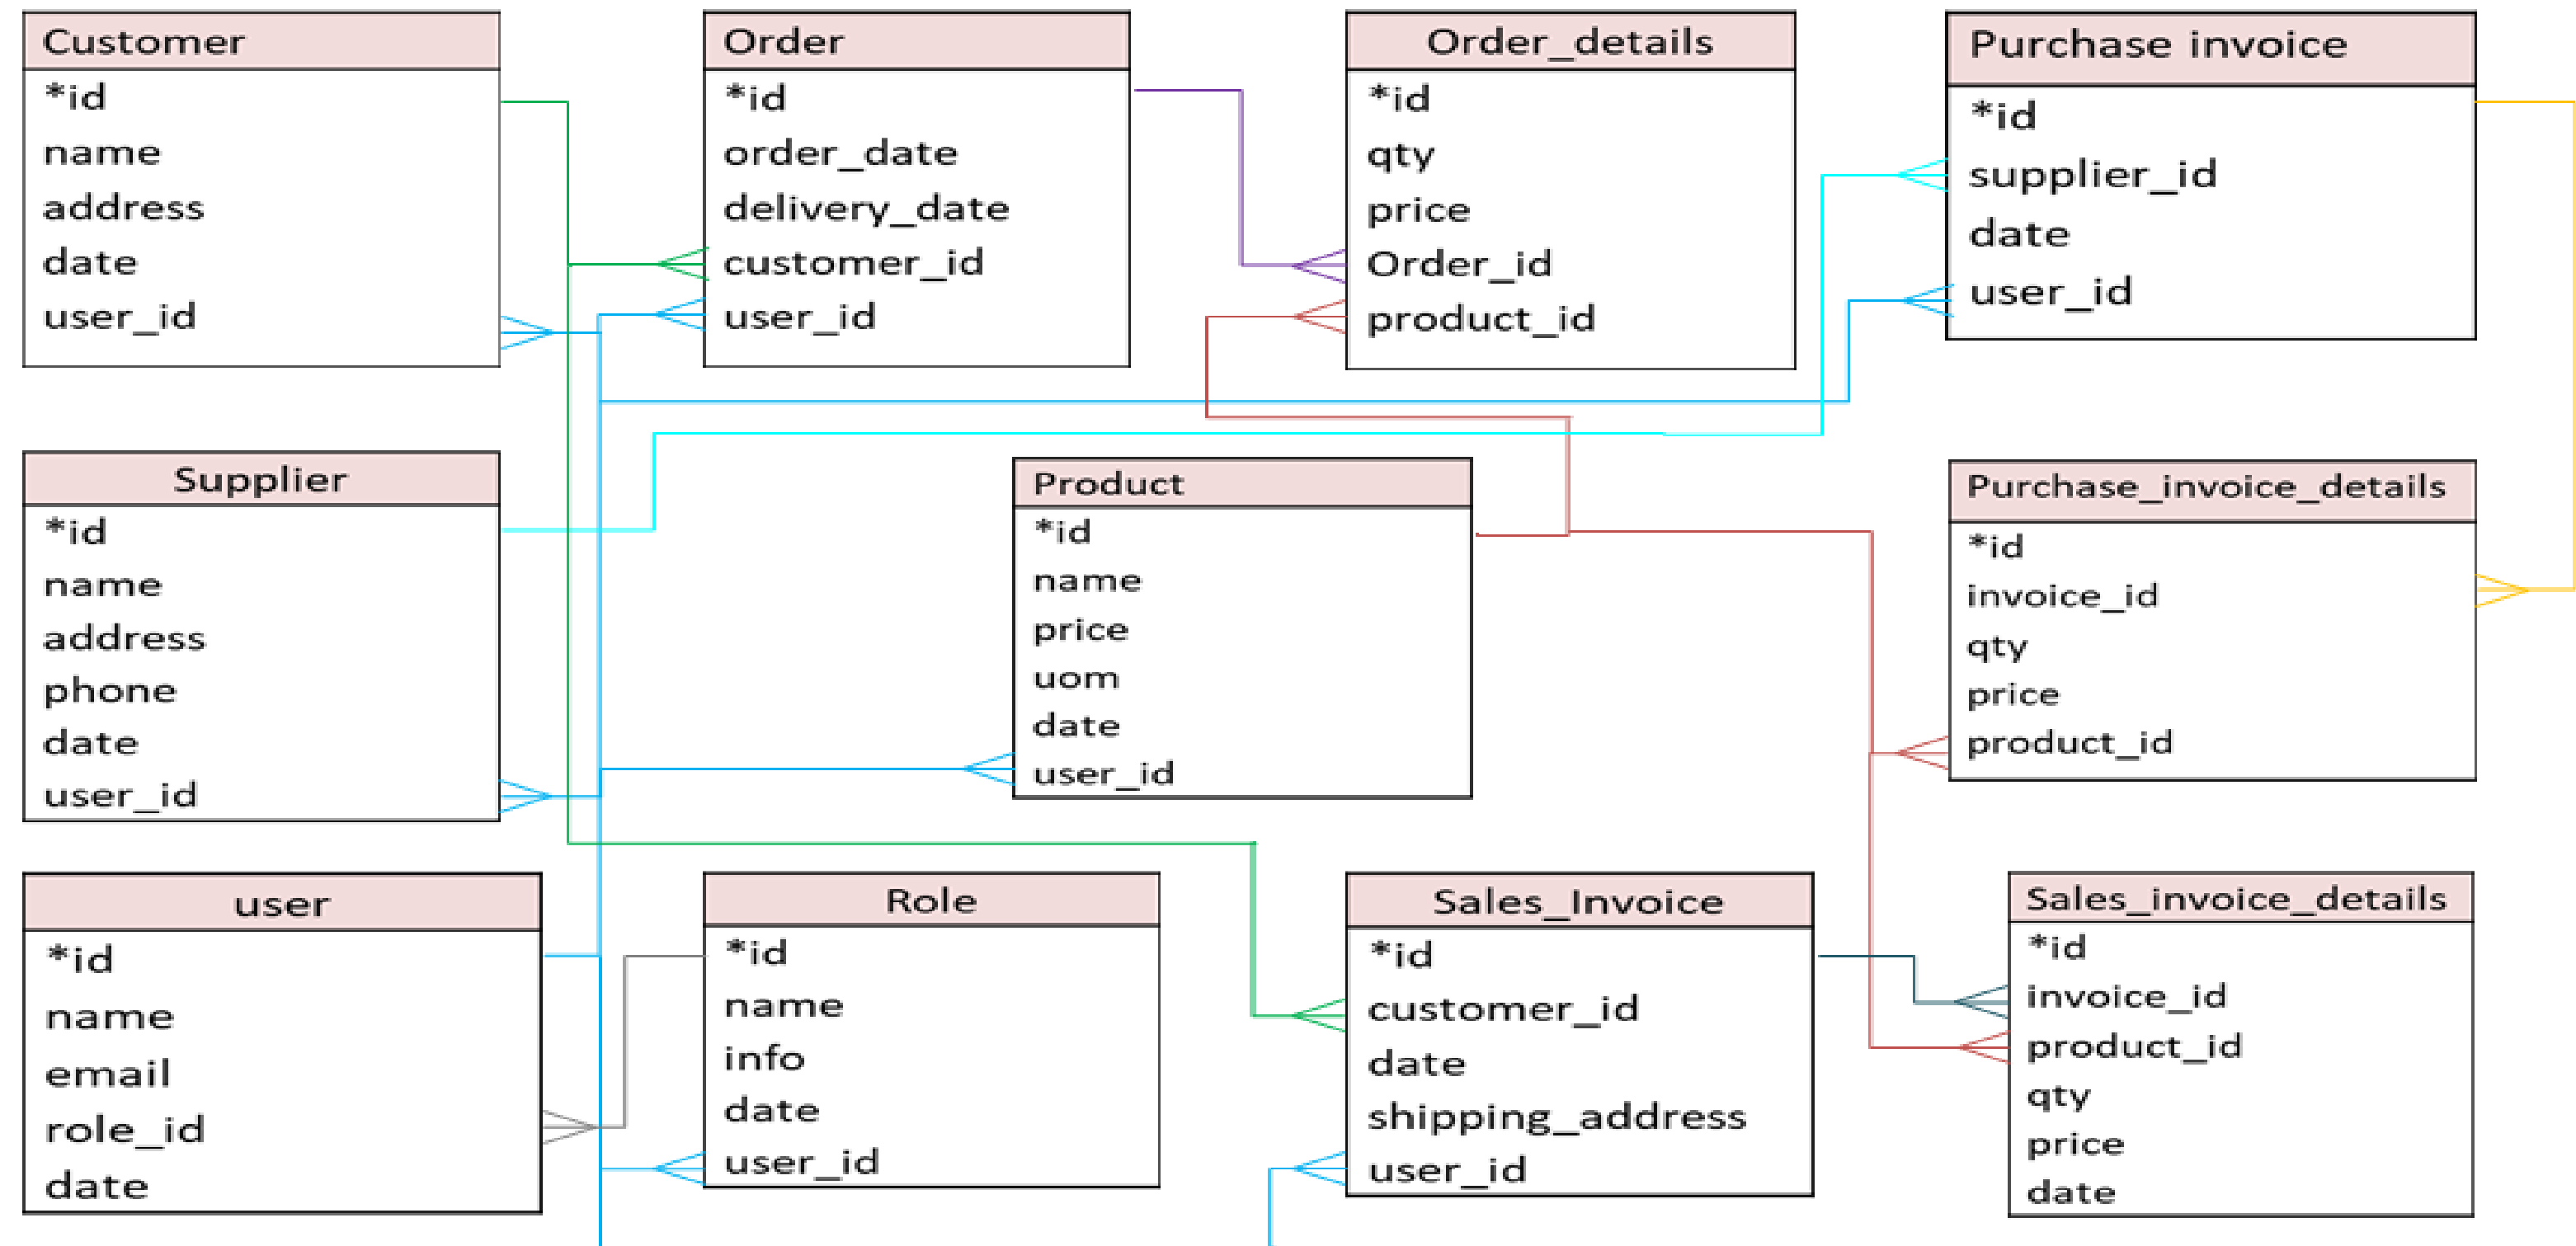 Customer
*id
name
address
date
user_id
Order
*id
order_date
delivery_date
customer_id
user_id
Order_details
*id
qty
price
Order_id
product_id
Purchase invoice
*id
supplier_id
date
user_id
Supplier
*id
name
address
phone
date
user_id
Product
*id
name
price
uom
date
user_id
Purchase_invoice_details
*id
invoice_id
qty
price
product_id
user
*id
name
email
role_id
date
Role
*id
name
info
date
user_id
Sales_Invoice
*id
customer_id
date
shipping_address
user_id
Sales_invoice_details
*id
invoice_id
product_id
qty
price
date